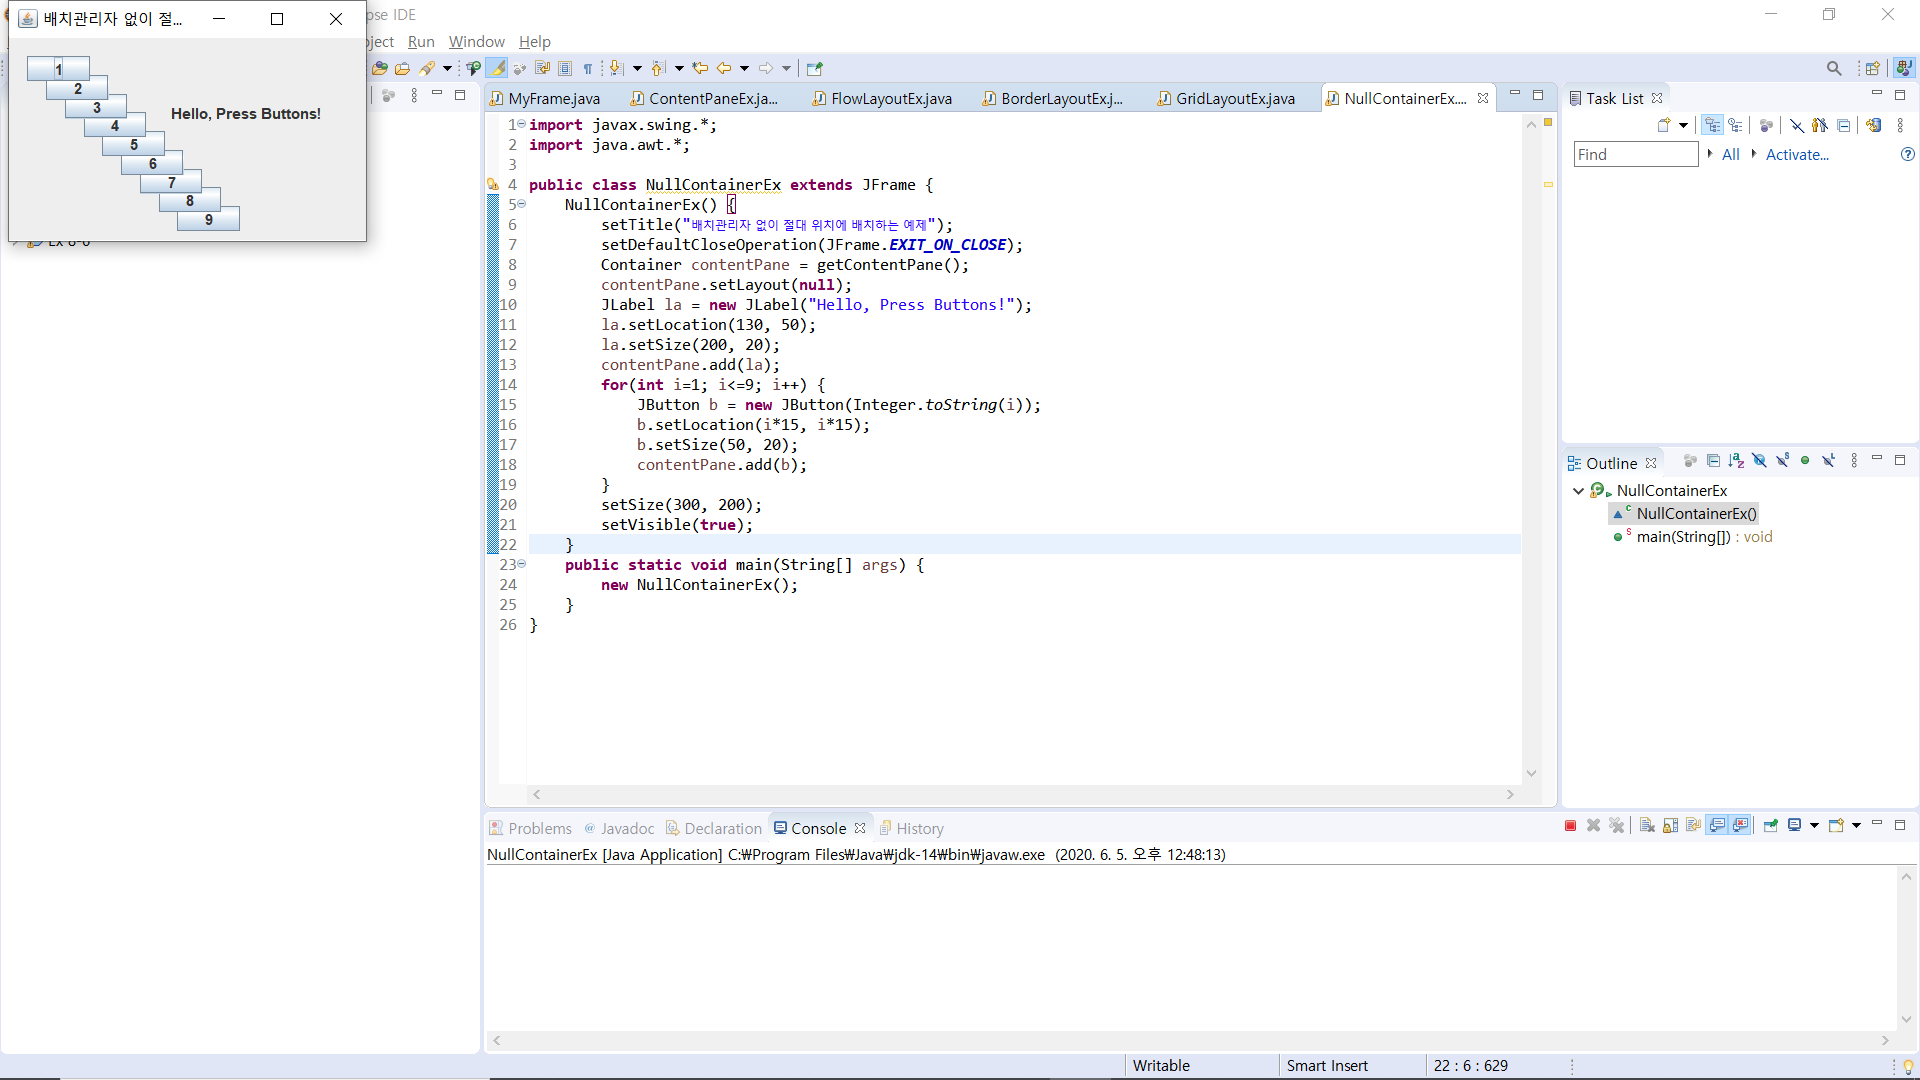 배치관리자 없이 절...
pse IDE
ject Run Window Help
1
2
3
4
5
6
7
8
9
Hello, Press Buttons!
MyFrame.java
ContentPaneEx.ja...
FlowLayoutEx.java
BorderLayoutEx.j...
GridLayoutEx.java
NullContainerEx....
1 import javax.swing.*;
2 import java.awt.*;
3
4 public class NullContainerEx extends JFrame {
5 NullContainerEx() {
6 setTitle("배치관리자 없이 절대 위치에 배치하는 예제");
7 setDefaultCloseOperation(JFrame.EXIT_ON_CLOSE);
8 Container contentPane = getContentPane();
9 contentPane.setLayout(null);
10 JLabel la = new JLabel("Hello, Press Buttons!");
11 la.setLocation(130, 50);
12 la.setSize(200, 20);
13 contentPane.add(la);
14 for(int i=1; i<=9; i++) {
15 JButton b = new JButton(Integer.toString(i));
16 b.setLocation(i*15, i*15);
17 b.setSize(50, 20);
18 contentPane.add(b);
19 }
20 setSize(300, 200);
21 setVisible(true);
22 }
23 public static void main(String[] args) {
24 new NullContainerEx();
25 }
26 }
Task List
Find
All
Activate...
Outline
NullContainerEx
NullContainerEx()
main(String[]) : void
Problems
@ Javadoc
Declaration
Console
History
NullContainerEx [Java Application] C:₩Program Files₩Java₩jdk-14₩bin₩javaw.exe (2020. 6. 5. 오후 12:48:13)
Writable
Smart Insert
22 : 6 : 629